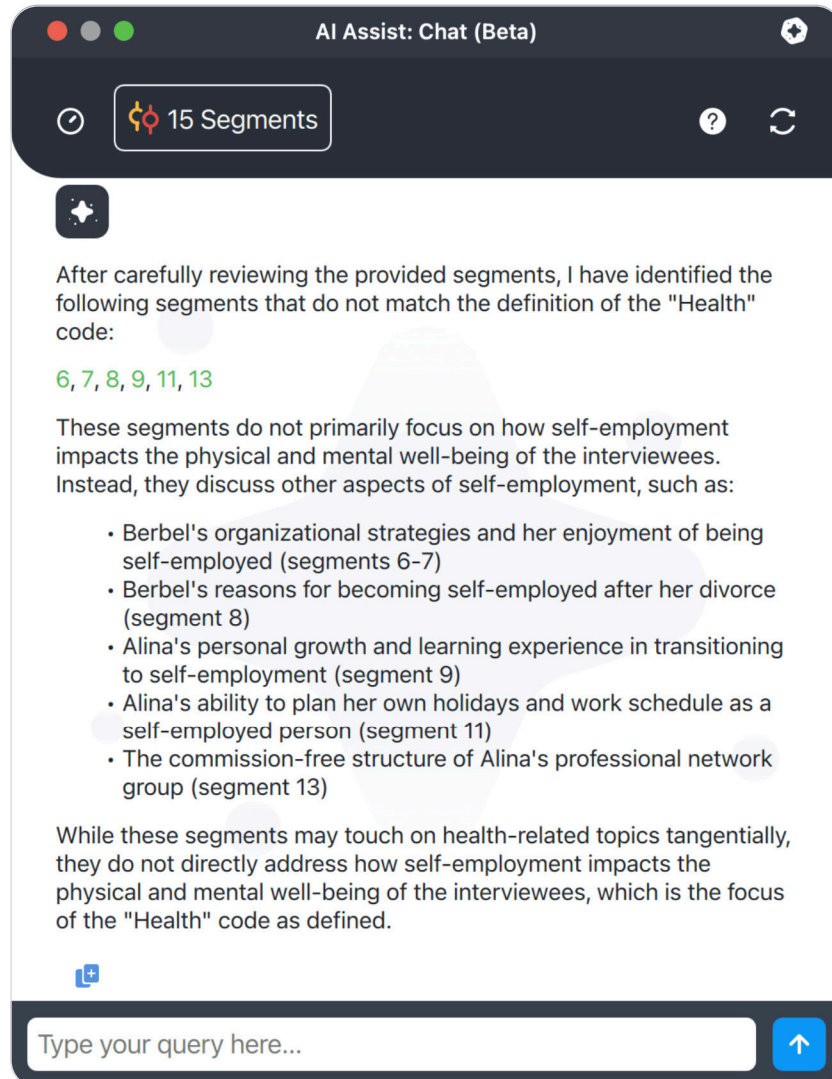 AI Assist: Chat (Beta)
15 Segments
?
After carefully reviewing the provided segments, I have identified the
following segments that do not match the definition of the "Health"
code:
6, 7, 8, 9, 11, 13
These segments do not primarily focus on how self-employment
impacts the physical and mental well-being of the interviewees.
Instead, they discuss other aspects of self-employment, such as:
• Berbel's organizational strategies and her enjoyment of being
self-employed (segments 6-7)
• Berbel's reasons for becoming self-employed after her divorce
(segment 8)
• Alina's personal growth and learning experience in transitioning
to self-employment (segment 9)
• Alina's ability to plan her own holidays and work schedule as a
self-employed person (segment 11)
• The commission-free structure of Alina's professional network
group (segment 13)
While these segments may touch on health-related topics tangentially,
they do not directly address how self-employment impacts the
physical and mental well-being of the interviewees, which is the focus
of the "Health" code as defined.
Type your query here...